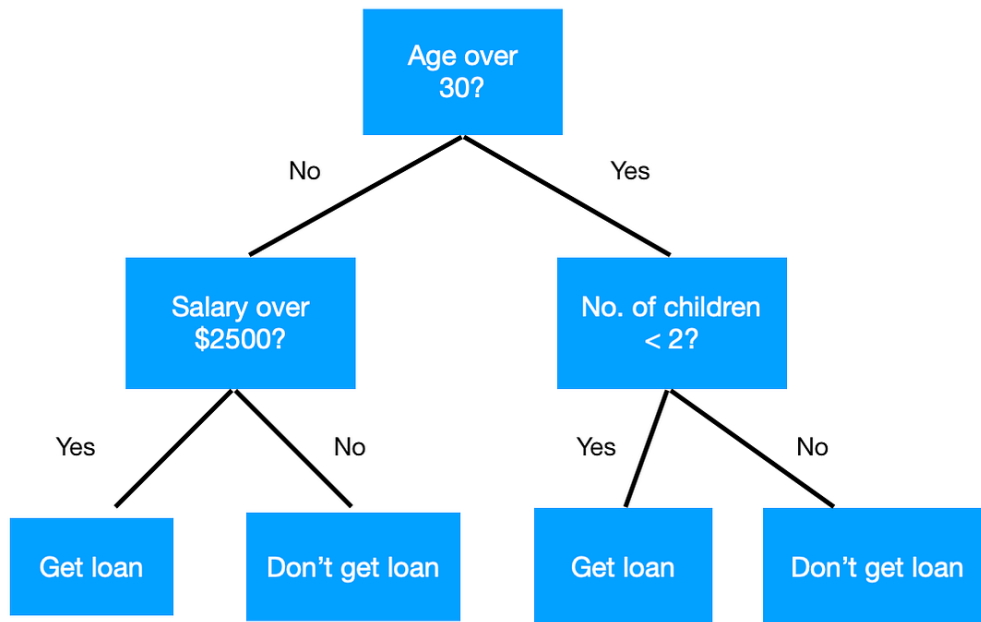 Age over
30?
No
Yes
Salary over
$2500?
No. of children
< 2?
Yes
No
Yes
No
Get loan
Don’t get loan
Get loan
Don’t get loan